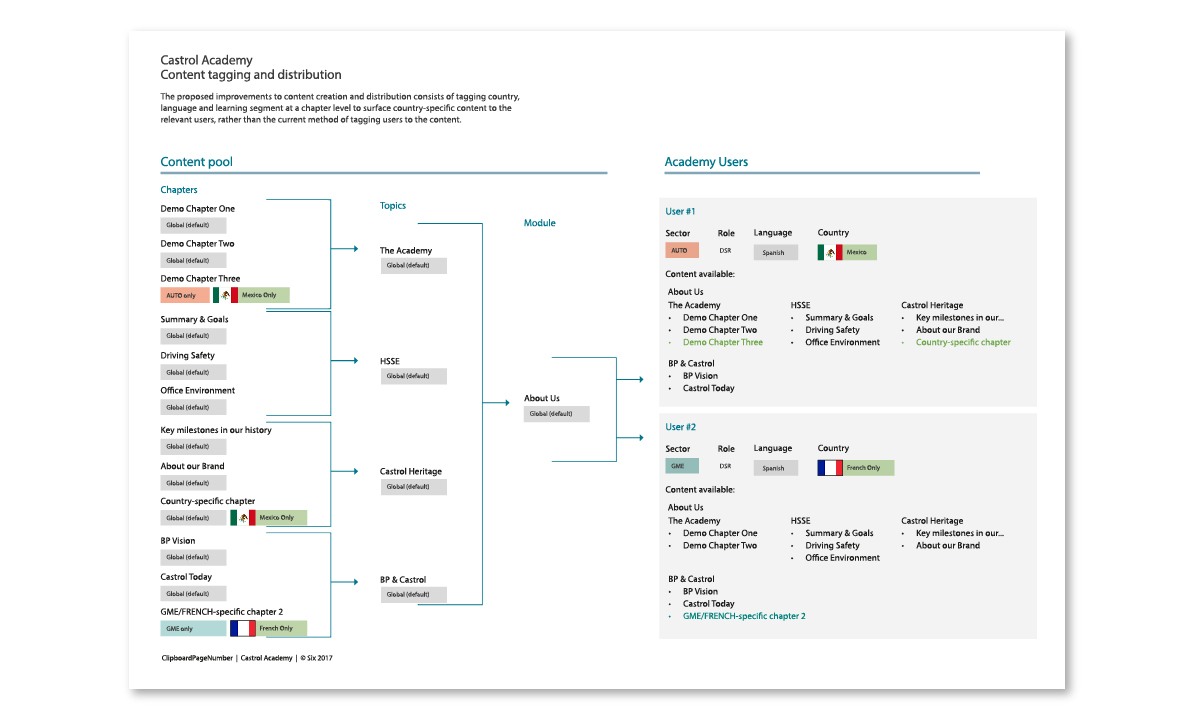 Castrol Academy
Content tagging and distribution
The proposed improvements to content creation and distribution consists of tagging country,
language and learning segment at a chapter level to surface country-specific content to the
relevant users, rather than the current method of tagging users to the content.
Content pool
Chapters
Demo Chapter One
Global (default)
Demo Chapter Two
Global (default)
Demo Chapter Three
AUTO only Mexico Only
Summary & Goals
Global (default)
Driving Safety
Global (default)
Office Environment
Global (default)
Key milestones in our history
Global (default)
About our Brand
Global (default)
Country-specific chapter
Global (default) Mexico Only
BP Vision
Global (default)
Castrol Today
Global (default)
GME/FRENCH-specific chapter 2
GME only French Only
Topics
The Academy
Global (default)
HSSE
Global (default)
Castrol Heritage
Global (default)
BP & Castrol
Global (default)
Module
About Us
Global (default)
Academy Users
User #1
Sector Role Language Country
AUTO DSR Spanish Mexico
Content available:
About Us
The Academy
• Demo Chapter One
• Demo Chapter Two
• Demo Chapter Three
HSSE
• Summary & Goals
• Driving Safety
• Office Environment
Castrol Heritage
• Key milestones in our...
• About our Brand
• Country-specific chapter
BP & Castrol
• BP Vision
• Castrol Today
User #2
Sector Role Language Country
GME DSR Spanish French Only
Content available:
About Us
The Academy
• Demo Chapter One
• Demo Chapter Two
HSSE
• Summary & Goals
• Driving Safety
• Office Environment
Castrol Heritage
• Key milestones in our...
• About our Brand
BP & Castrol
• BP Vision
• Castrol Today
• GME/FRENCH-specific chapter 2
ClipboardPageNumber | Castrol Academy | © Six 2017